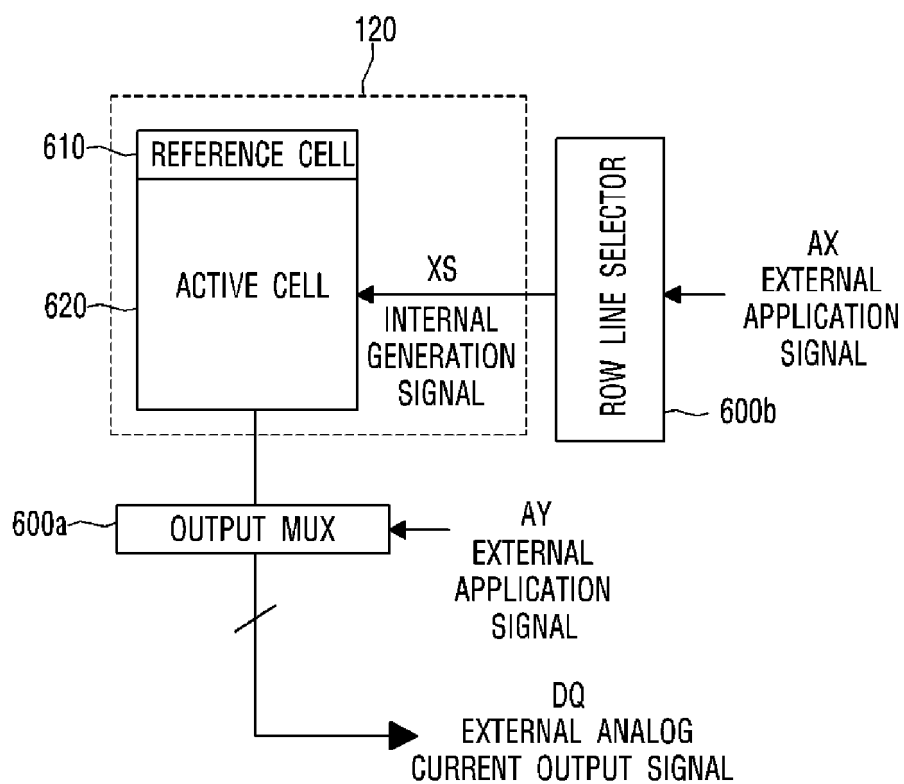 120
610
REFERENCE CELL
620
ACTIVE CELL
XS
INTERNAL
GENERATION
SIGNAL
ROW LINE SELECTOR
600b
AX
EXTERNAL
APPLICATION
SIGNAL
600a
OUTPUT MUX
AY
EXTERNAL
APPLICATION
SIGNAL
DQ
EXTERNAL ANALOG
CURRENT OUTPUT SIGNAL